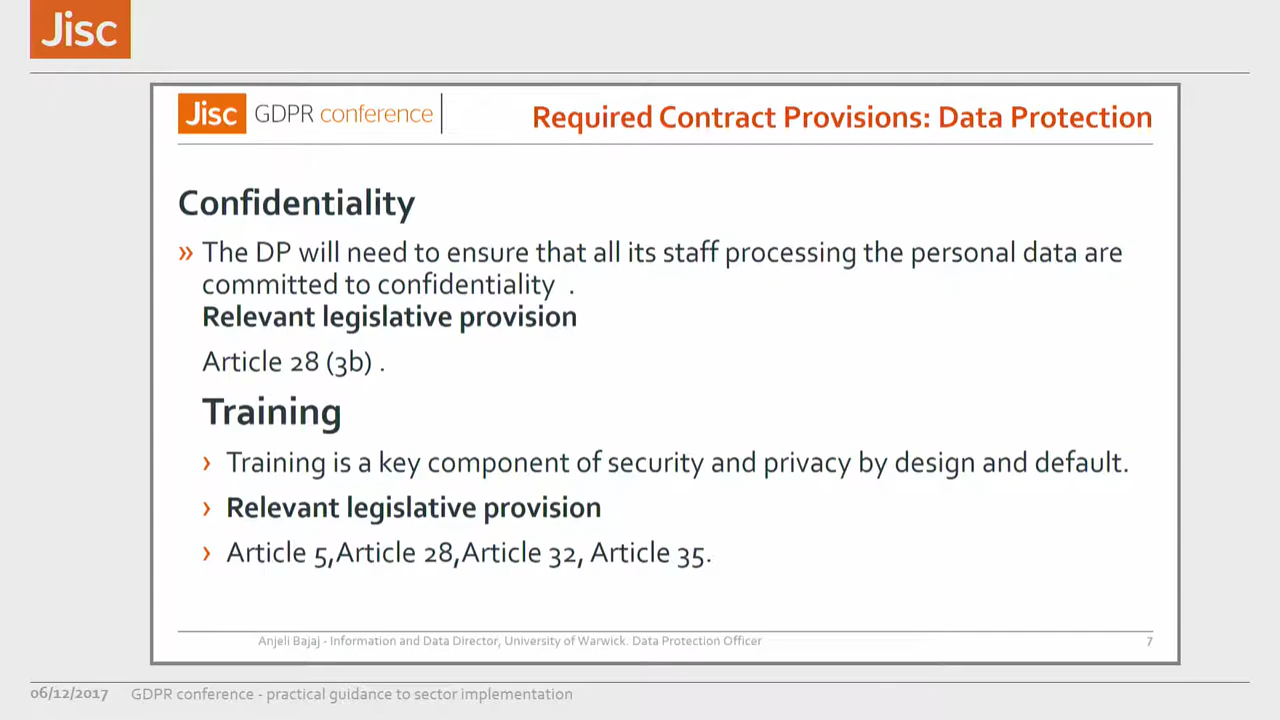 Jisc
Jisc GDPR conference
Required Contract Provisions: Data Protection
Confidentiality
» The DP will need to ensure that all its staff processing the personal data are
committed to confidentiality .
Relevant legislative provision
Article 28 (3b) .
Training
› Training is a key component of security and privacy by design and default.
› Relevant legislative provision
› Article 5,Article 28,Article 32, Article 35.
Anjeli Bajaj - Information and Data Director, University of Warwick. Data Protection Officer
7
06/12/2017 GDPR conference - practical guidance to sector implementation